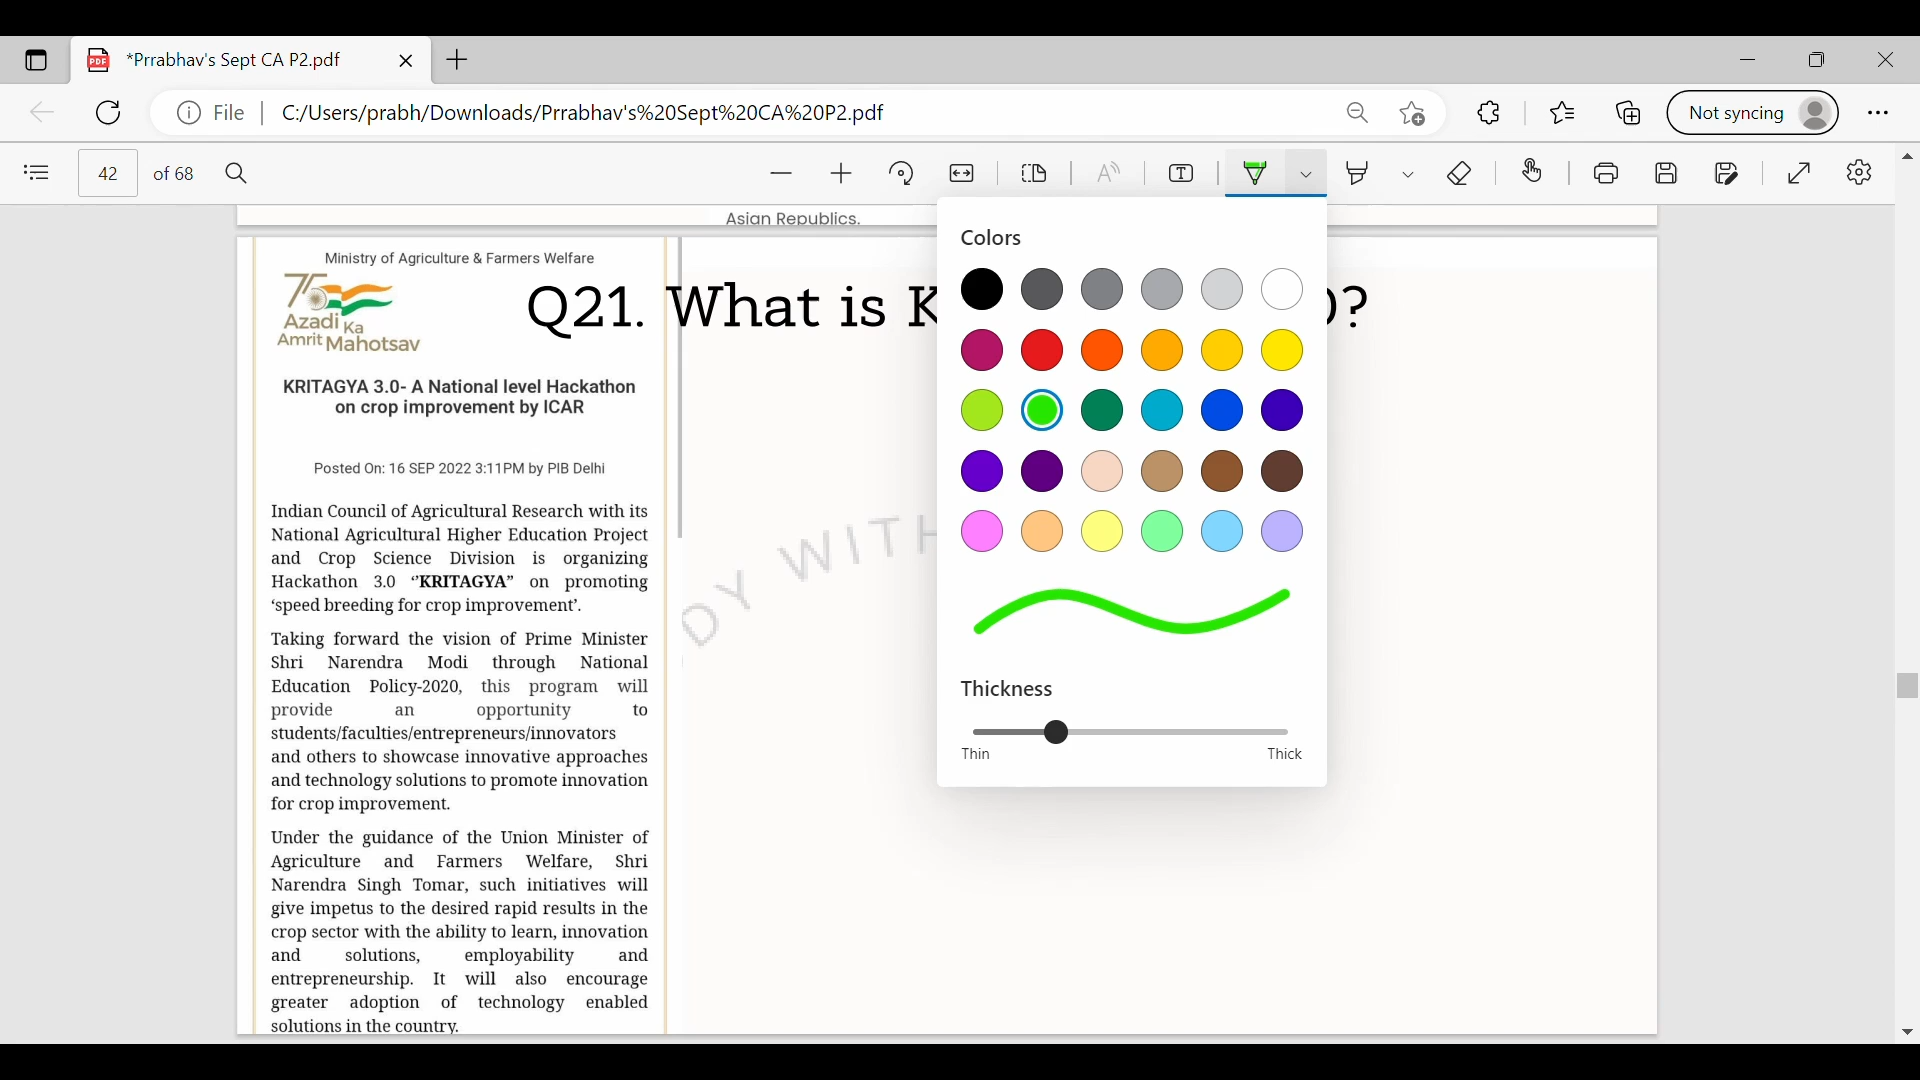 *Prrabhav's Sept CA P2.pdf
File
C:/Users/prabh/Downloads/Prrabhav's%20Sept%20CA%20P2.pdf
Not syncing
42 of 68
Asian Republics.
Colors
Thickness
Thin
Thick
Ministry of Agriculture & Farmers Welfare
75
Azadi Ka
Amrit Mahotsav
Q21. What is K
)?
KRITAGYA 3.0- A National level Hackathon
on crop improvement by ICAR
Posted On: 16 SEP 2022 3:11PM by PIB Delhi
Indian Council of Agricultural Research with its
National Agricultural Higher Education Project
and Crop Science Division is organizing
Hackathon 3.0 ‘’KRITAGYA” on promoting
‘speed breeding for crop improvement’.
Taking forward the vision of Prime Minister
Shri Narendra Modi through National
Education Policy-2020, this program will
provide an opportunity to
students/faculties/entrepreneurs/innovators
and others to showcase innovative approaches
and technology solutions to promote innovation
for crop improvement.
Under the guidance of the Union Minister of
Agriculture and Farmers Welfare, Shri
Narendra Singh Tomar, such initiatives will
give impetus to the desired rapid results in the
crop sector with the ability to learn, innovation
and solutions, employability and
entrepreneurship. It will also encourage
greater adoption of technology enabled
solutions in the country.
DY WITH